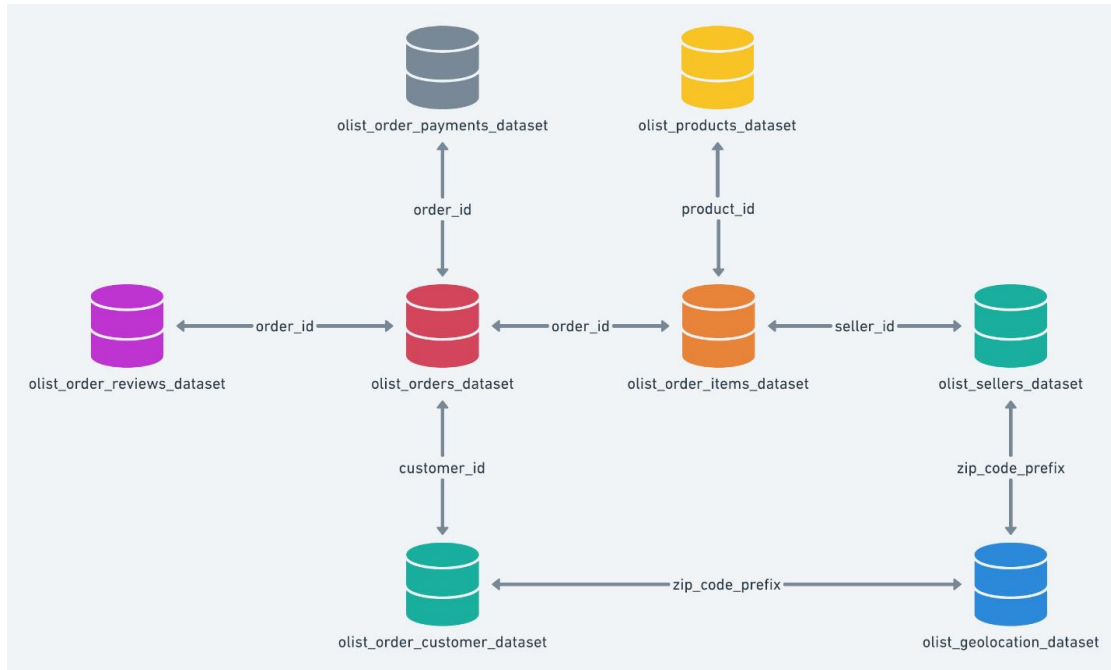 olist_order_payments_dataset
olist_products_dataset
order_id
product_id
order_id
order_id
seller_id
olist_order_reviews_dataset
olist_orders_dataset
olist_order_items_dataset
olist_sellers_dataset
customer_id
zip_code_prefix
zip_code_prefix
olist_order_customer_dataset
olist_geolocation_dataset